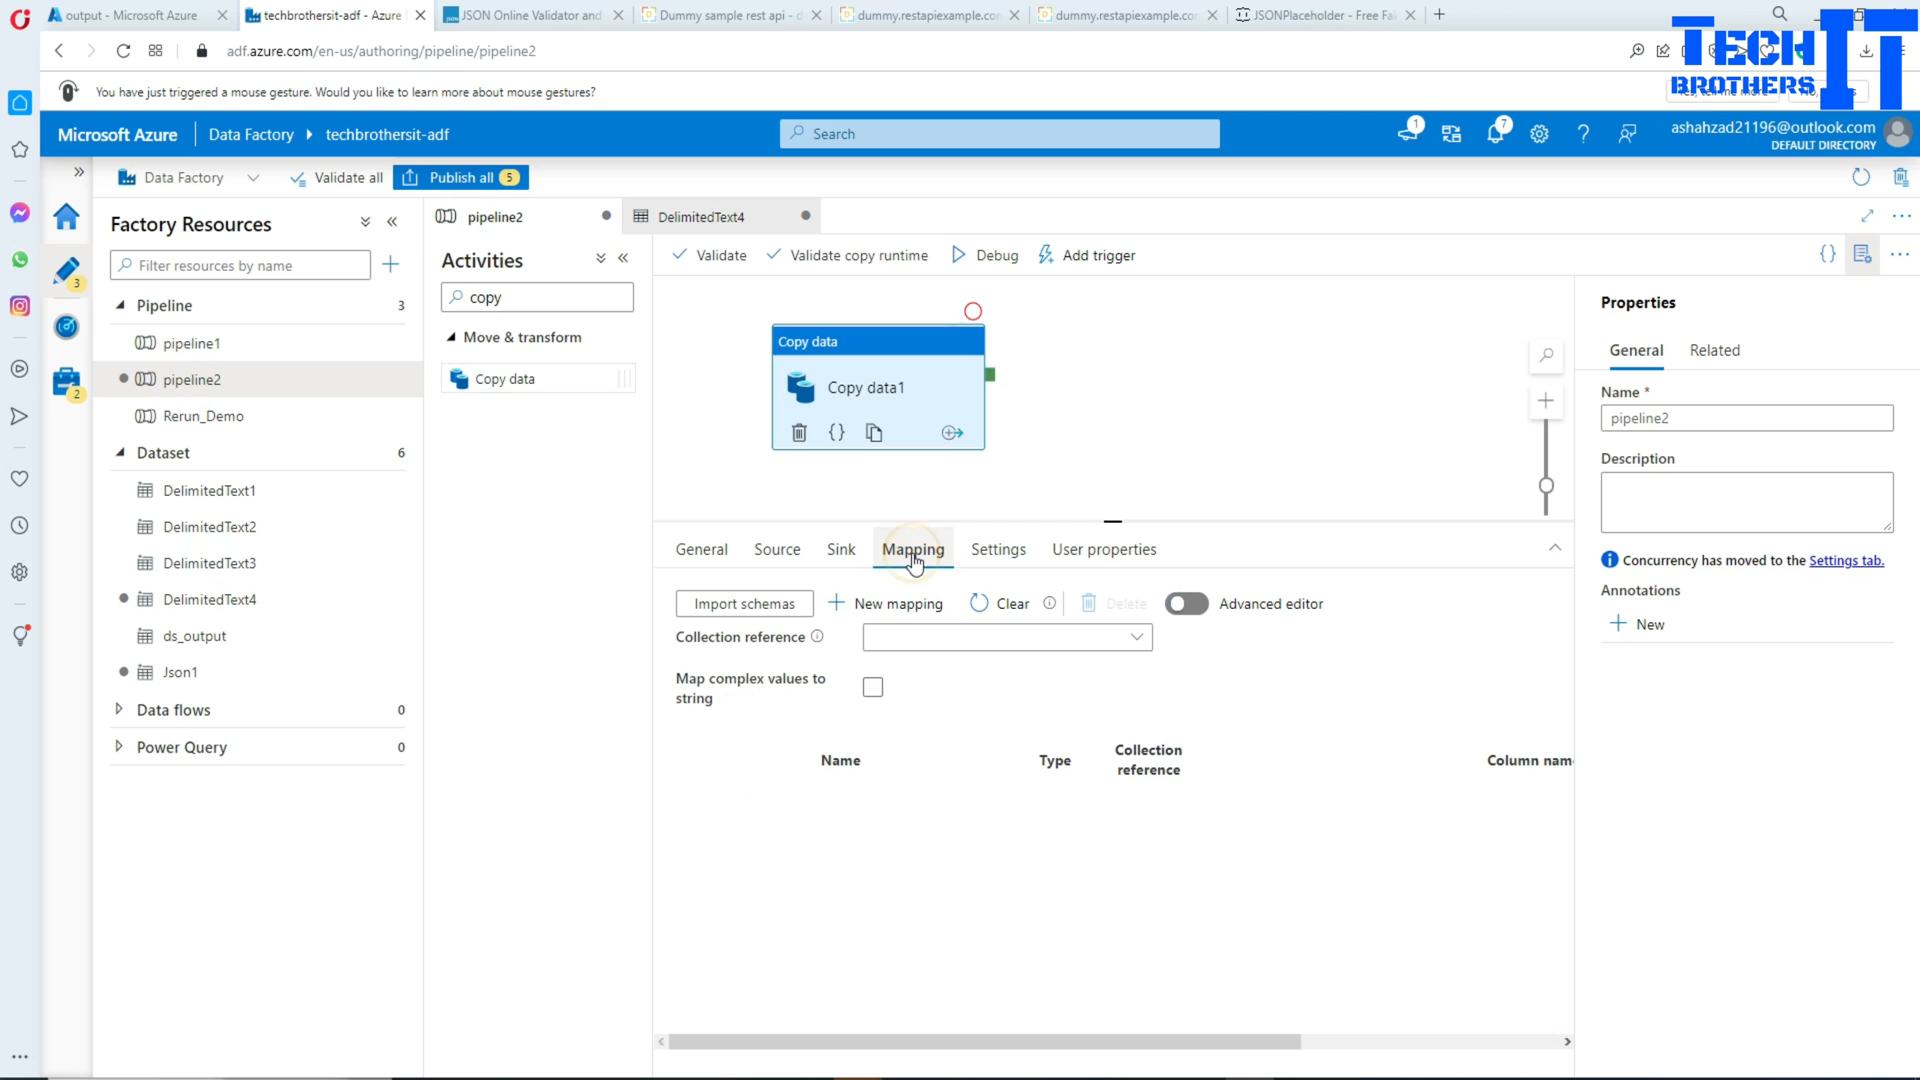 output - Microsoft Azure
techbrothersit-adf - Azure
JSON Online Validator and
Dummy sample rest api - d
dummy.restapiexample.co
dummy.restapiexample.co
JSONPlaceholder - Free Fa
adf.azure.com/en-us/authoring/pipeline/pipeline2
TECH IT
BROTHERS
You have just triggered a mouse gesture. Would you like to learn more about mouse gestures?
Microsoft Azure
Data Factory
techbrothersit-adf
Search
1
7
ashahzad21196@outlook.com
DEFAULT DIRECTORY
Data Factory
Validate all
Publish all 5
Factory Resources
pipeline2
DelimitedText4
Filter resources by name
Activities
Validate
Validate copy runtime
Debug
Add trigger
3
copy
Pipeline 3
Move & transform
pipeline1
Copy data
pipeline2
Rerun_Demo
2
Dataset 6
DelimitedText1
DelimitedText2
DelimitedText3
DelimitedText4
ds_output
Json1
Data flows 0
Power Query 0
Copy data
Copy data1
General
Source
Sink
Mapping
Settings
User properties
Import schemas
New mapping
Clear
Delete
Advanced editor
Collection reference
Map complex values to
string
Name
Type
Collection
reference
Column nam
Properties
General
Related
Name *
pipeline2
Description
Concurrency has moved to the Settings tab.
Annotations
New